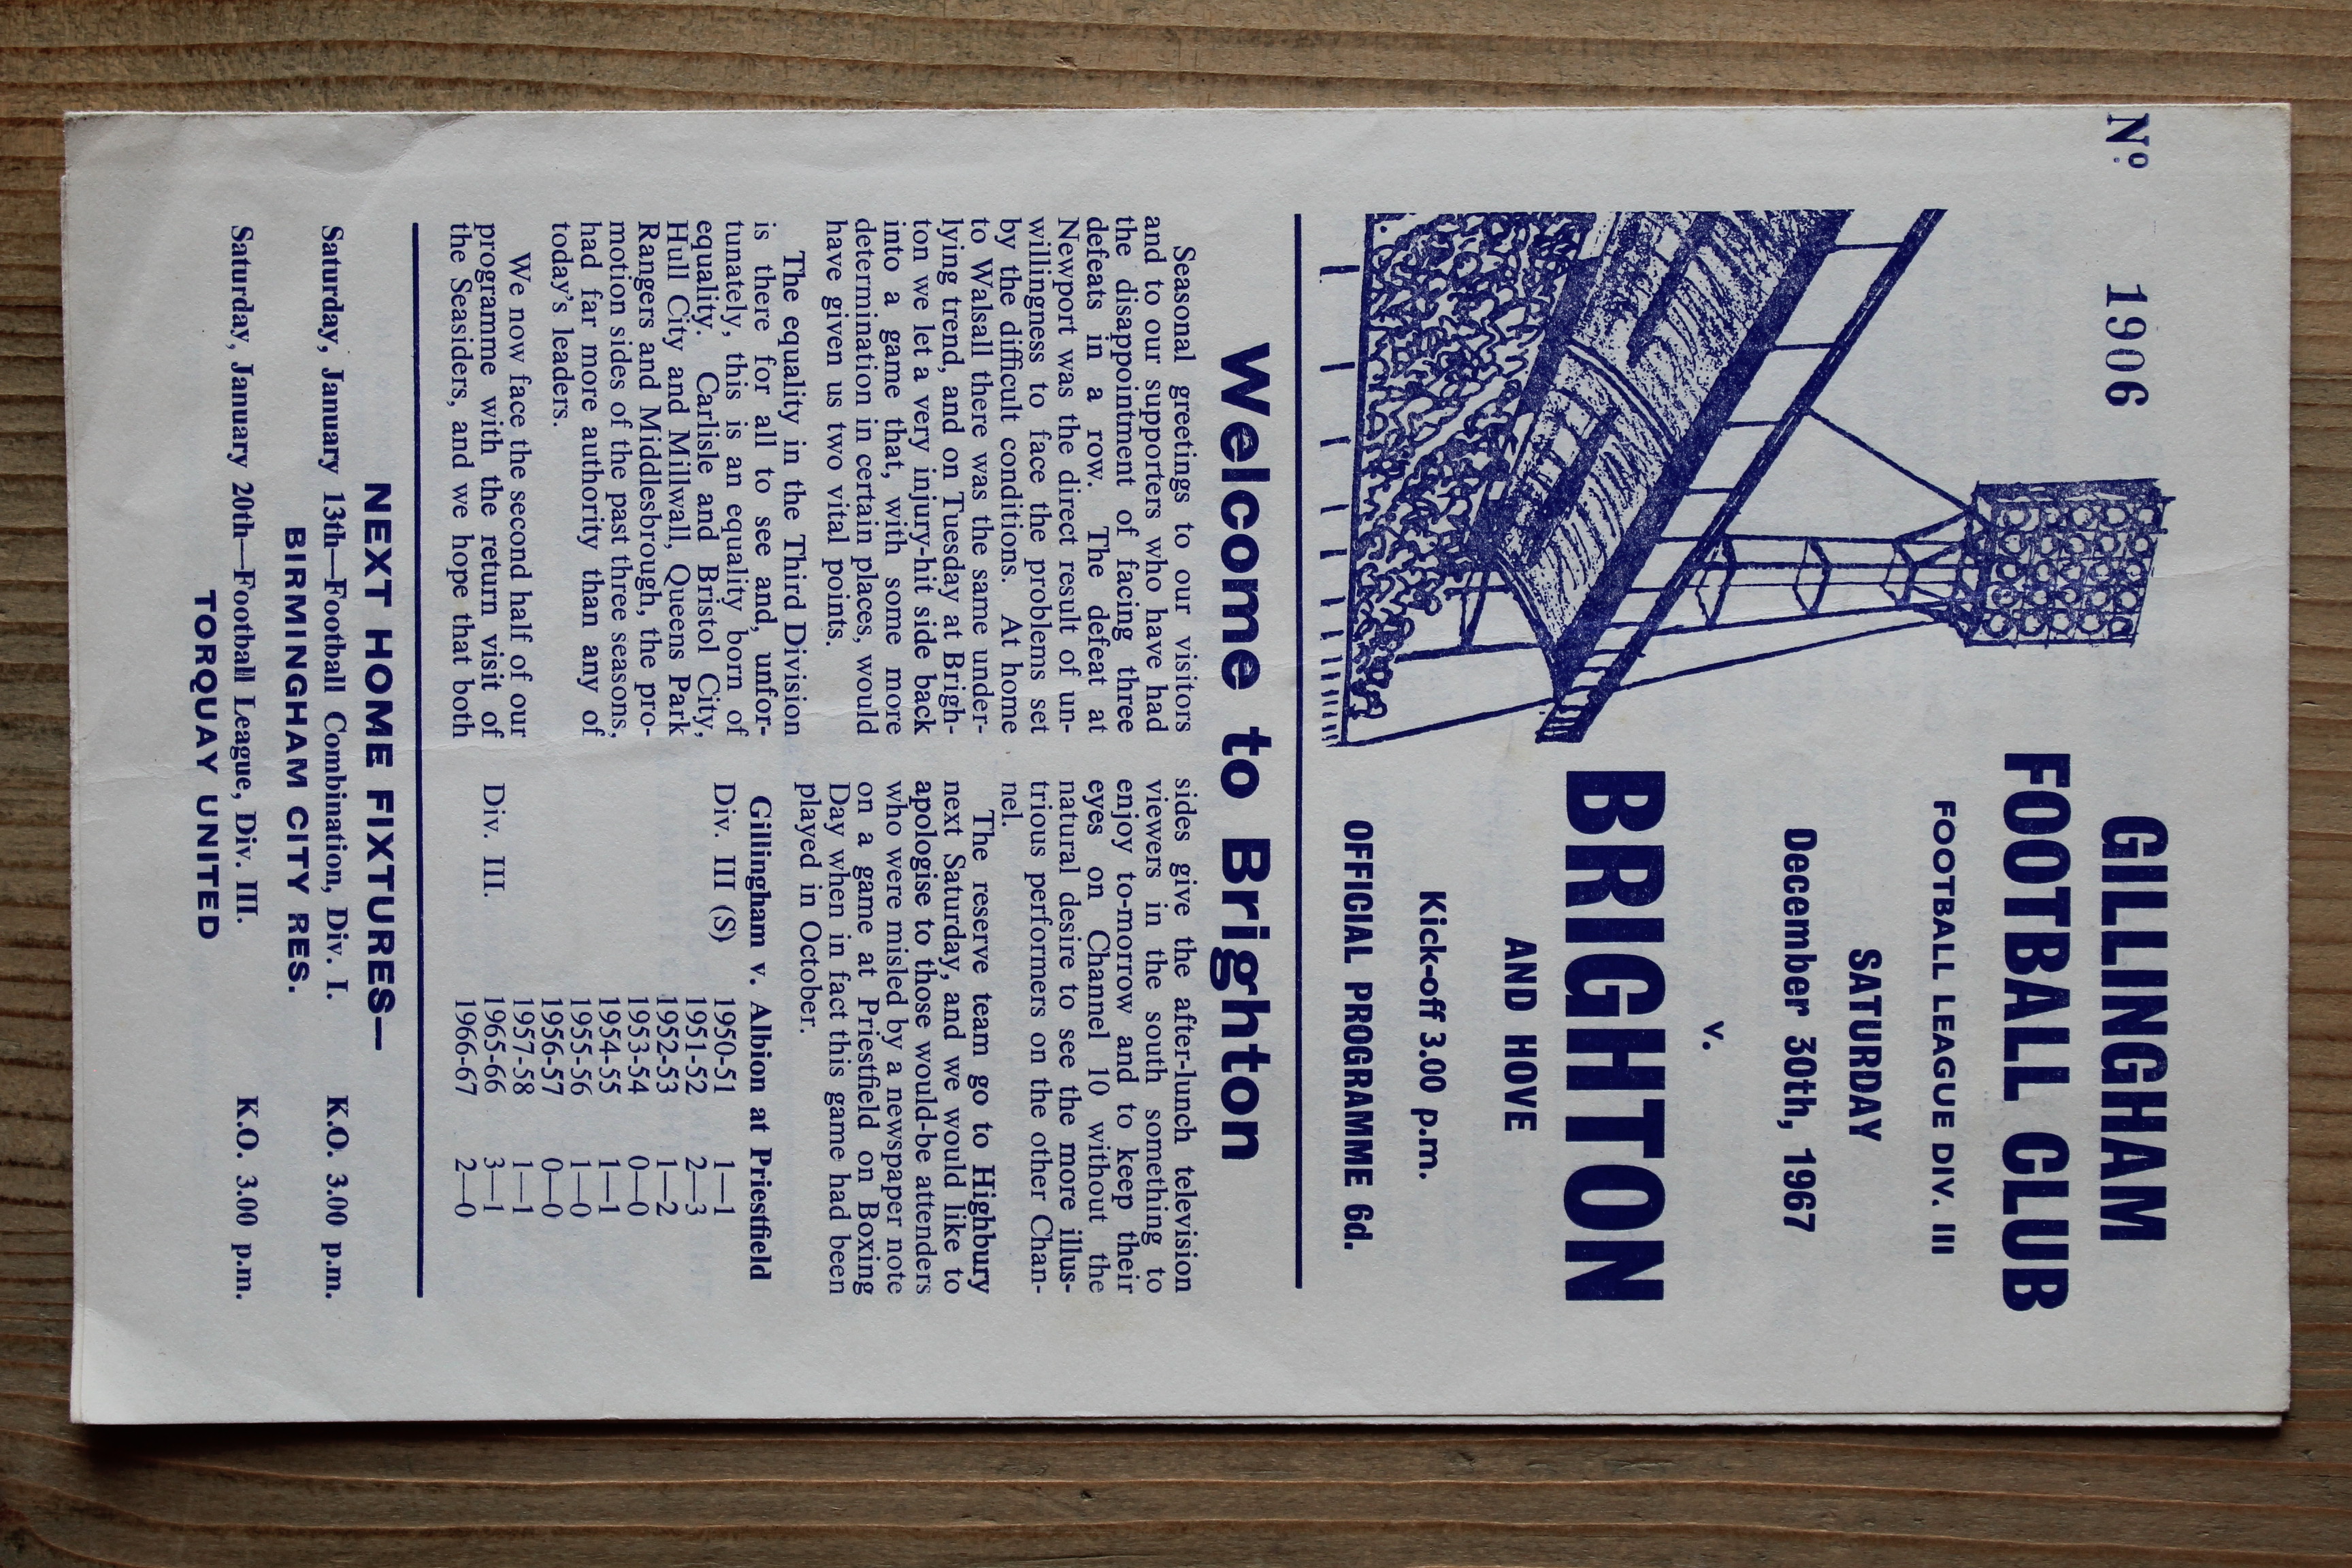 Nº 1906
GILLINGHAM
FOOTBALL CLUB
FOOTBALL LEAGUE DIV. III
SATURDAY
December 30th, 1967
v.
BRIGHTON
AND HOVE
Kick-off 3.00 p.m.
OFFICIAL PROGRAMME 6d.
Welcome to Brighton
Seasonal greetings to our visitors
and to our supporters who have had
the disappointment of facing three
defeats in a row. The defeat at
Newport was the direct result of un-
willingness to face the problems set
by the difficult conditions. At home
to Walsall there was the same under-
lying trend, and on Tuesday at Brigh-
ton we let a very injury-hit side back
into a game that, with some more
determination in certain places, would
have given us two vital points.
The equality in the Third Division
is there for all to see and, unfor-
tunately, this is an equality born of
equality. Carlisle and Bristol City,
Hull City and Millwall, Queens Park
Rangers and Middlesbrough, the pro-
motion sides of the past three seasons,
had far more authority than any of
today's leaders.
We now face the second half of our
programme with the return visit of
the Seasiders, and we hope that both
sides give the after-lunch television
viewers in the south something to
enjoy to-morrow and to keep their
eyes on Channel 10 without the
natural desire to see the more illus-
trious performers on the other Chan-
nel.
The reserve team go to Highbury
next Saturday, and we would like to
apologise to those would-be attenders
who were misled by a newspaper note
on a game at Priestfield on Boxing
Day when in fact this game had been
played in October.
Gillingham v. Albion at Priestfield
Div. III (S) 1950-51 1—1
1951-52 2—3
1952-53 1—2
1953-54 0—0
1954-55 1—1
1955-56 1—0
1956-57 0—0
1957-58 1—1
Div. III. 1965-66 3—1
1966-67 2—0
NEXT HOME FIXTURES—
Saturday, January 13th—Football Combination, Div. I. K.O. 3.00 p.m.
BIRMINGHAM CITY RES.
Saturday, January 20th—Football League, Div. III. K.O. 3.00 p.m.
TORQUAY UNITED